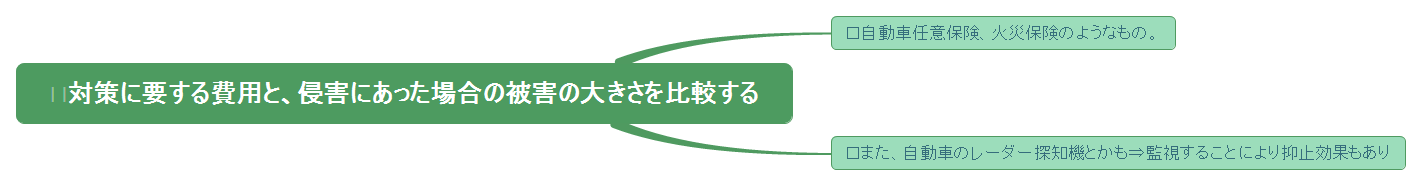 □対策に要する費用と、侵害にあった場合の被害の大きさを比較する
□自動車任意保険、火災保険のようなもの。
□また、自動車のレーダー探知機とかも⇒監視することにより抑止効果もあり